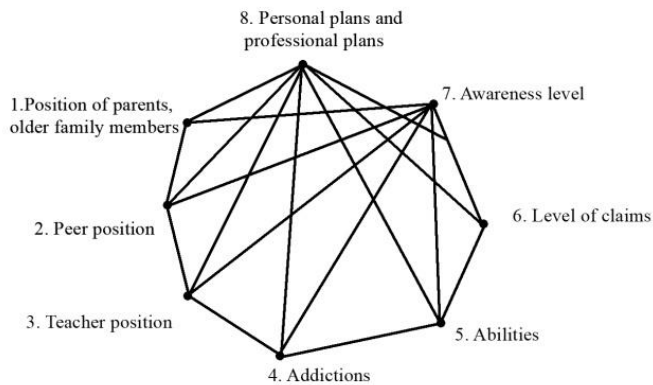 8. Personal plans and
professional plans
7. Awareness level
1.Position of parents,
older family members
2. Peer position
6. Level of claims
3. Teacher position
5. Abilities
4. Addictions